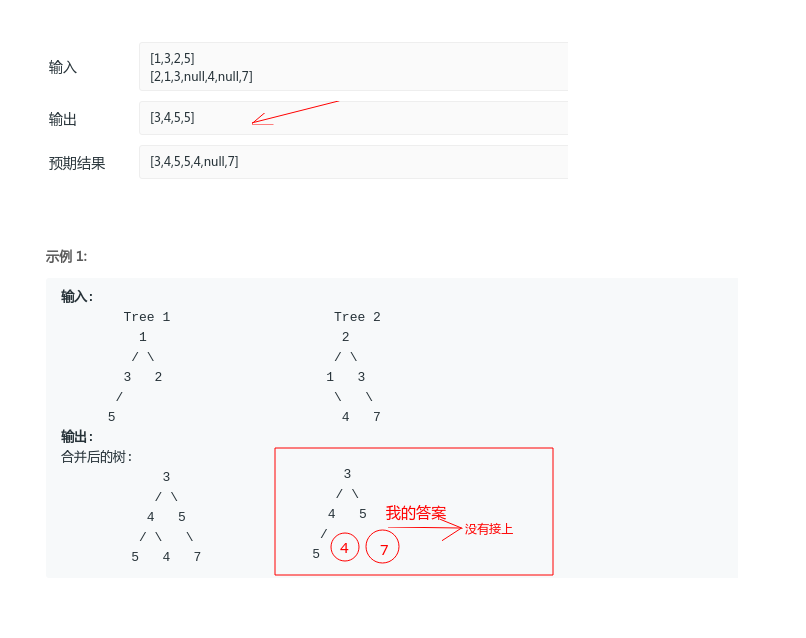 输入
[1,3,2,5]
[2,1,3,null,4,null,7]
输出
[3,4,5,5]
预期结果
[3,4,5,5,4,null,7]
示例 1:
输入:
Tree 1 Tree 2
1 2
/ \ / \
3 2 1 3
/ \ \
5 4 7
输出:
合并后的树:
3
/ \
4 5
/ \ \
5 4 7
3
/ \
4 5 我的答案
/ 没有接上
5 4 7